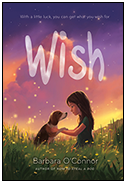 With a little luck, you can get what you wish for.
Wish
Barbara O'Connor
AUTHOR OF HOW TO STEAL A DOG